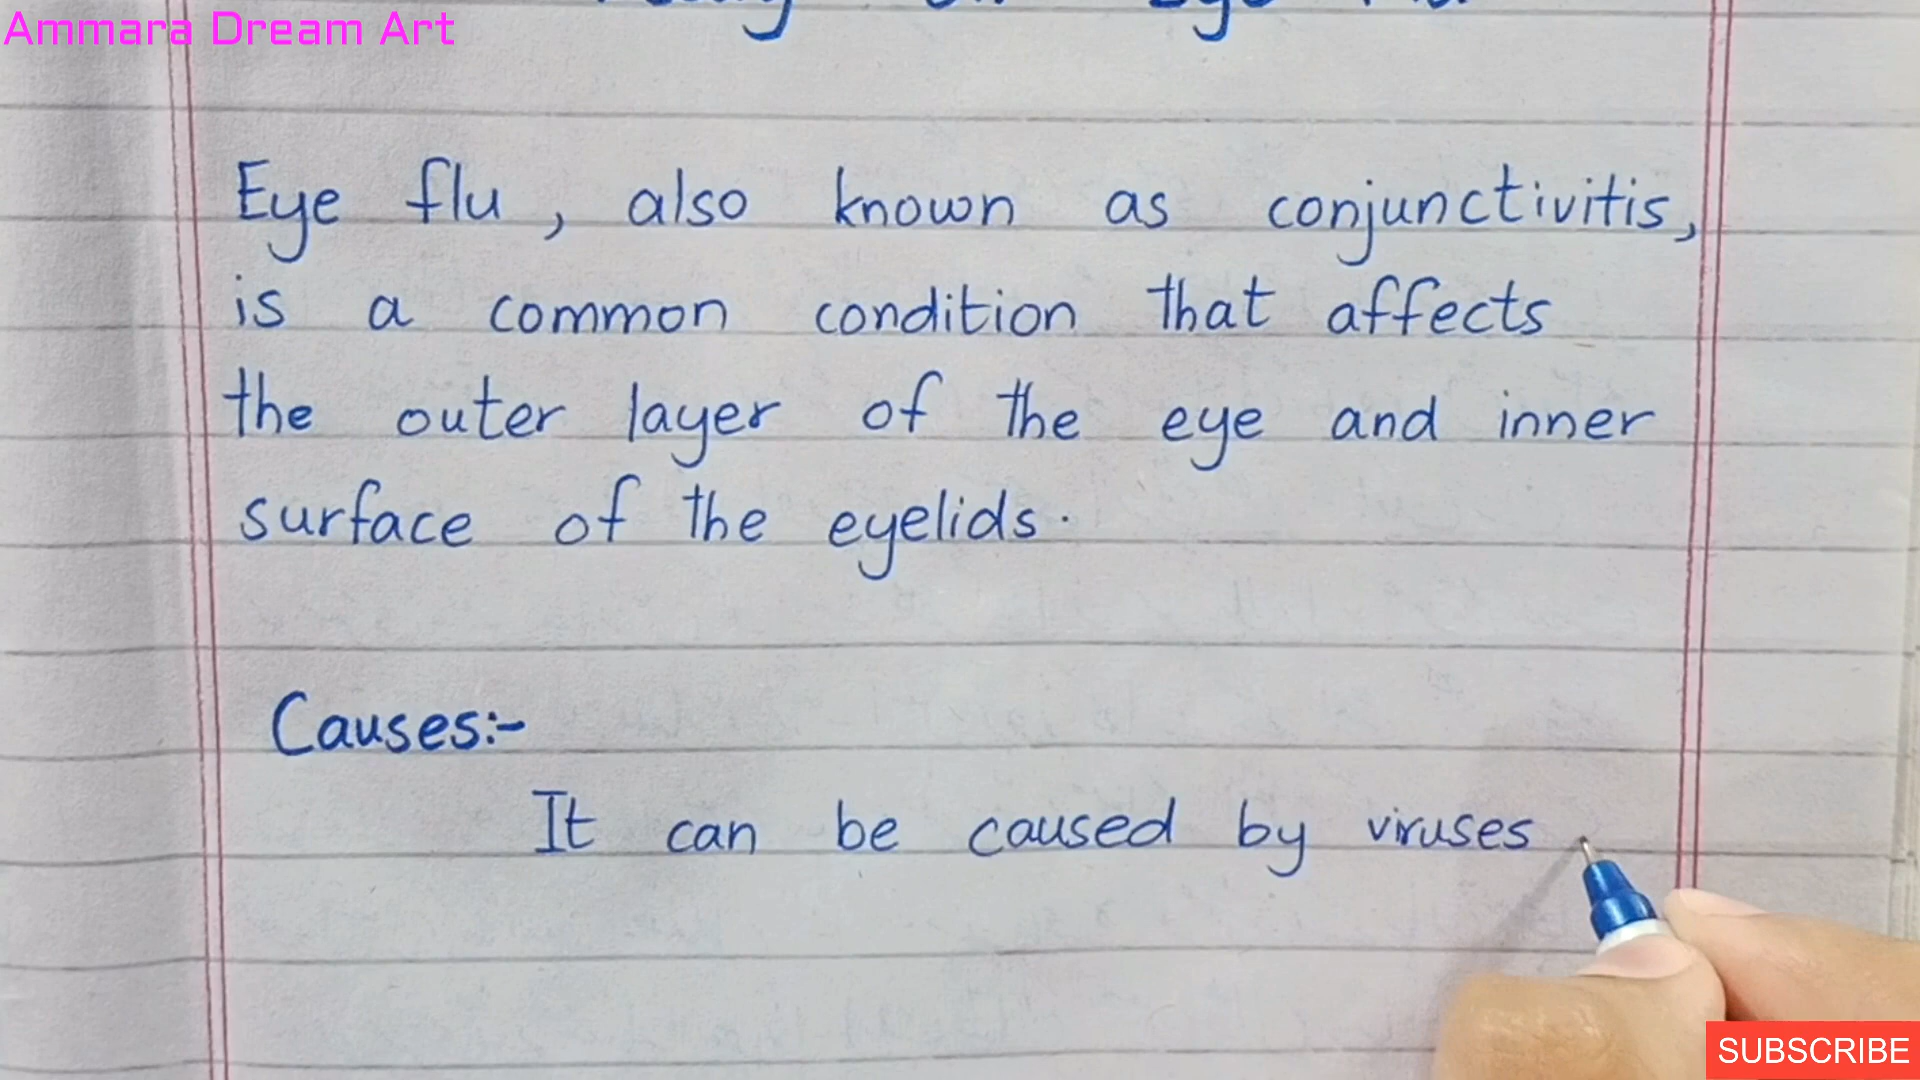 Ammara Dream Art
Eye flu, also known as conjunctivitis,
is a common condition that affects
the outer layer of the eye and inner
surface of the eyelids.
Causes:-
It can be caused by viruses
SUBSCRIBE